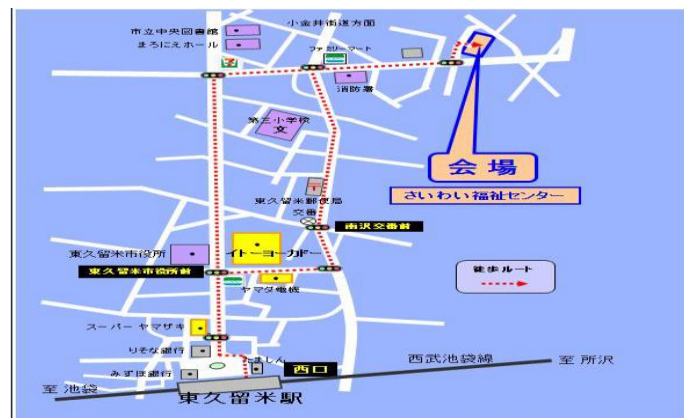 小金井街道方面
市立中央図書館
まろにえホール
ファミリーマート
7
消防署
第三小学校
文
会場
さいわい福祉センター
東久留米郵便局
交番
南沢交番前
東久留米市役所
イトーヨーカドー
東久留米市役所前
ヤマダ電機
徒歩ルート
スーパー ヤマザキ
りそな銀行
たましん
みずほ銀行
西口
西武池袋線
至 所沢
至 池袋
東久留米駅